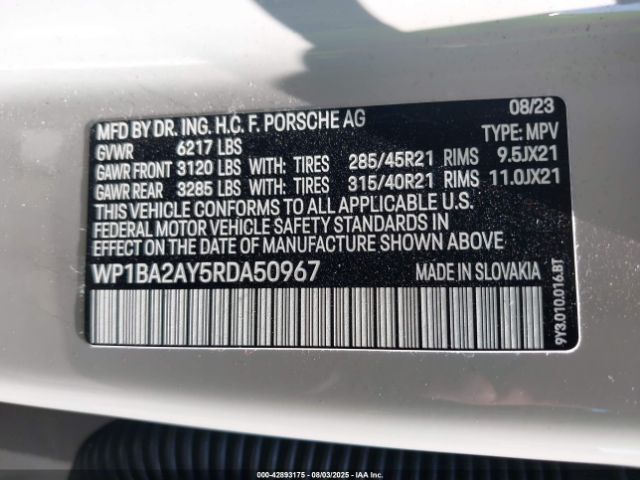 08/23
MFD BY DR. ING. H.C. F. PORSCHE AG
GVWR 6217 LBS TYPE: MPV
GAWR FRONT 3120 LBS WITH: TIRES 285/45R21 RIMS 9.5JX21
GAWR REAR 3285 LBS WITH: TIRES 315/40R21 RIMS 11.0JX21
THIS VEHICLE CONFORMS TO ALL APPLICABLE U.S.
FEDERAL MOTOR VEHICLE SAFETY STANDARDS IN
EFFECT ON THE DATE OF MANUFACTURE SHOWN ABOVE.
WP1BA2AY5RDA50967 MADE IN SLOVAKIA
9Y3.010.016.BT
000-42893175 - 08/03/2025 - IAA Inc.